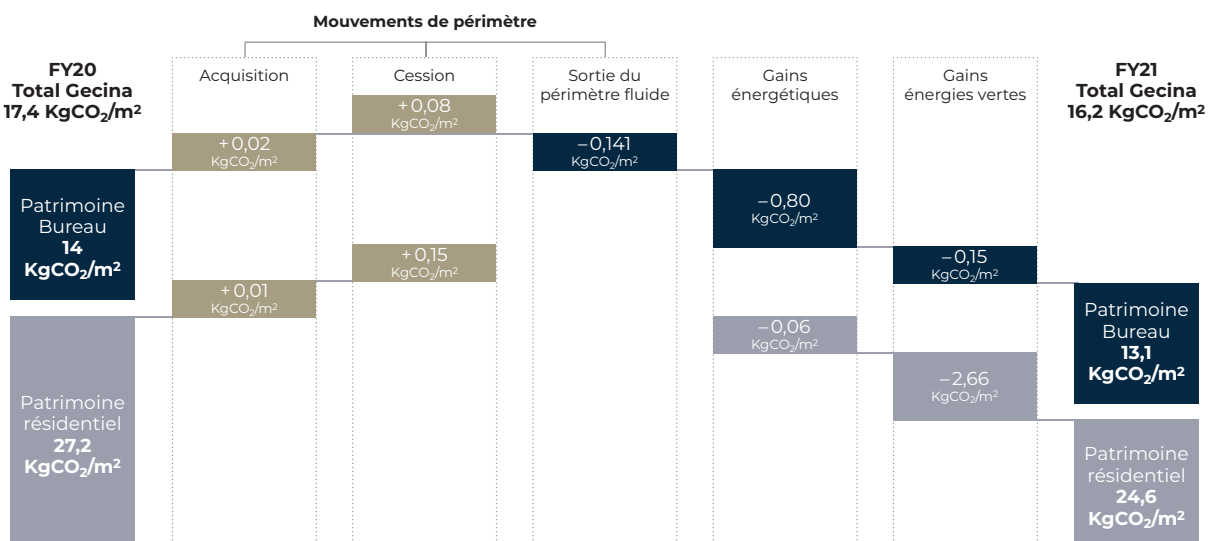 Mouvements de périmètre
FY20
Total Gecina
17,4 KgCO₂/m²
Acquisition
Cession
Sortie du
périmètre fluide
Gains
énergétiques
Gains
énergies vertes
FY21
Total Gecina
16,2 KgCO₂/m²
+0,02
KgCO₂/m²
+0,08
KgCO₂/m²
–0,141
KgCO₂/m²
–0,80
KgCO₂/m²
–0,15
KgCO₂/m²
Patrimoine
Bureau
14
KgCO₂/m²
Patrimoine
Bureau
13,1
KgCO₂/m²
+0,01
KgCO₂/m²
+0,15
KgCO₂/m²
–0,06
KgCO₂/m²
–2,66
KgCO₂/m²
Patrimoine
résidentiel
27,2
KgCO₂/m²
Patrimoine
résidentiel
24,6
KgCO₂/m²